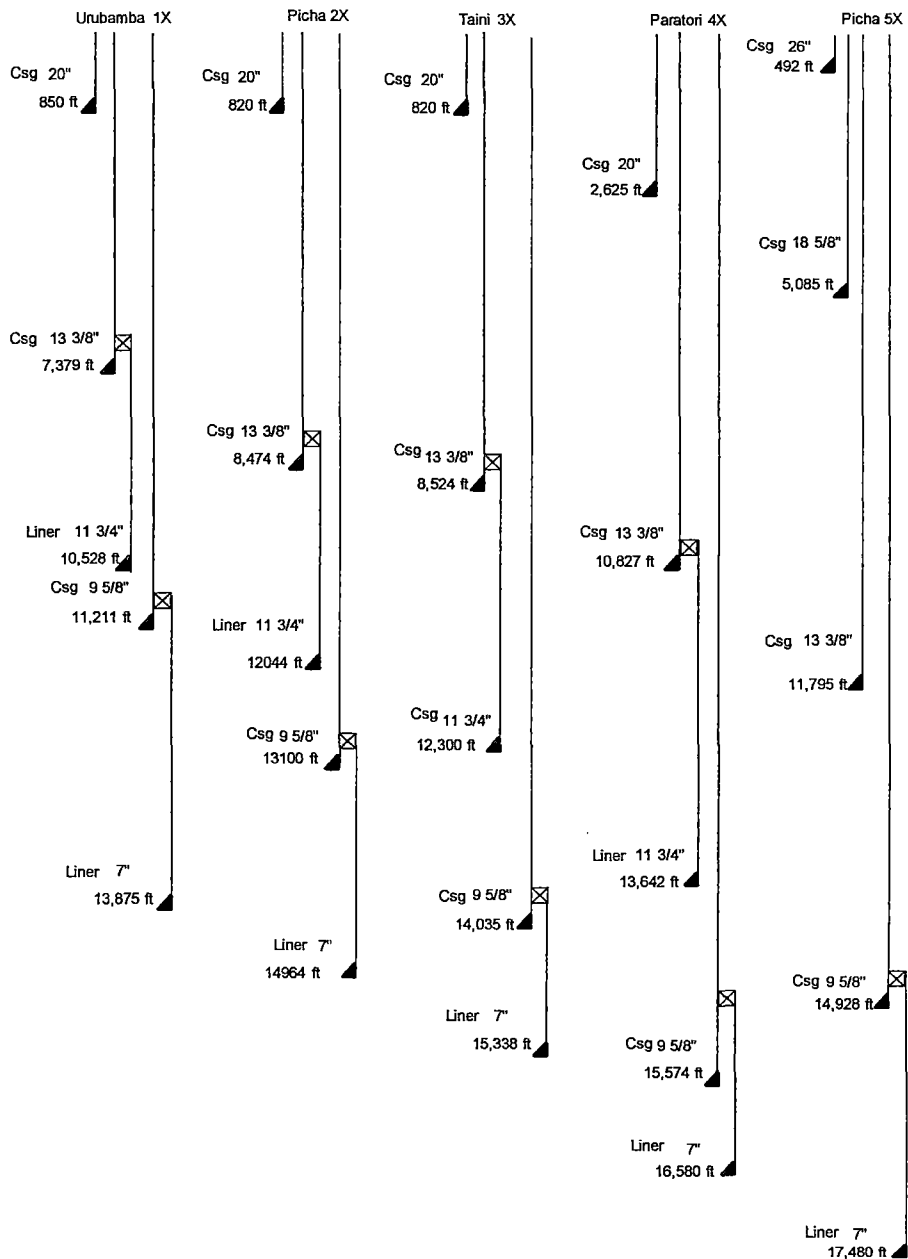 Urubamba 1X
Csg 20"
850 ft
Csg 13 3/8"
7,379 ft
Liner 11 3/4"
10,528 ft
Csg 9 5/8"
11,211 ft
Liner 7"
13,875 ft
Picha 2X
Csg 20"
820 ft
Csg 13 3/8"
8,474 ft
Liner 11 3/4"
12044 ft
Csg 9 5/8"
13100 ft
Liner 7"
14964 ft
Taini 3X
Csg 20"
820 ft
Csg 13 3/8"
8,524 ft
Csg 11 3/4"
12,300 ft
Csg 9 5/8"
14,035 ft
Liner 7"
15,338 ft
Paratori 4X
Csg 20"
2,625 ft
Csg 13 3/8"
10,827 ft
Liner 11 3/4"
13,642 ft
Csg 9 5/8"
15,574 ft
Liner 7"
16,580 ft
Picha 5X
Csg 26"
492 ft
Csg 18 5/8"
5,085 ft
Csg 13 3/8"
11,795 ft
Csg 9 5/8"
14,928 ft
Liner 7"
17,480 ft